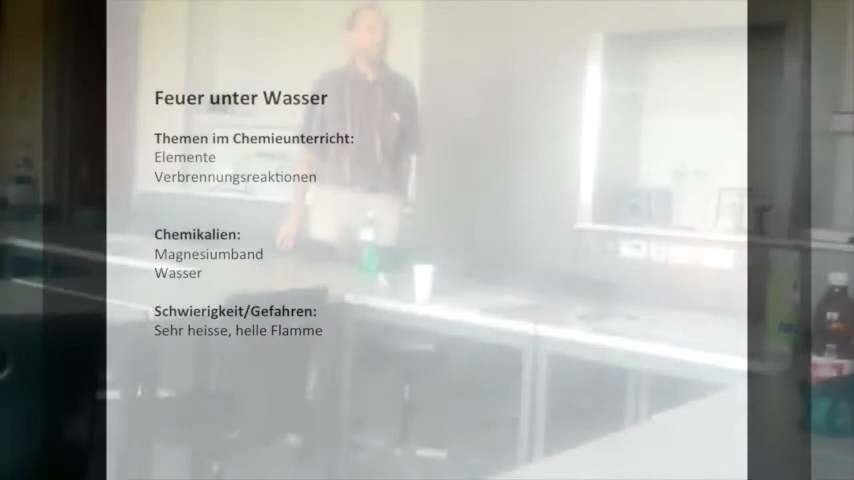 Feuer unter Wasser
Themen im Chemieunterricht:
Elemente
Verbrennungsreaktionen
Chemikalien:
Magnesiumband
Wasser
Schwierigkeit/Gefahren:
Sehr heisse, helle Flamme